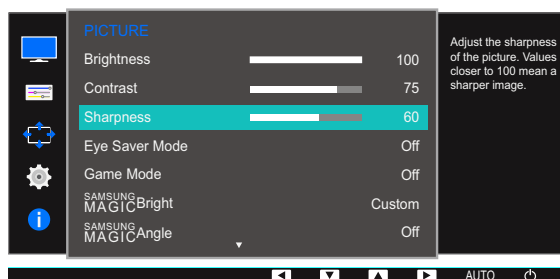 PICTURE
Brightness 100
Contrast 75
Sharpness 60
Eye Saver Mode Off
Game Mode Off
SAMSUNG
MAGICBright Custom
SAMSUNG
MAGICAngle Off
Adjust the sharpness
of the picture. Values
closer to 100 mean a
sharper image.
AUTO